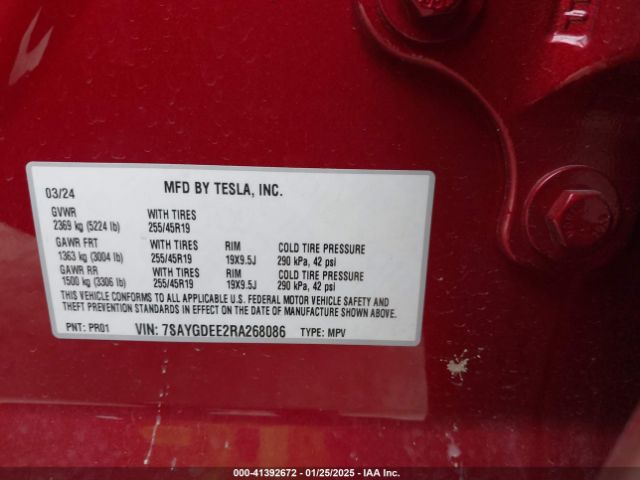 03/24 MFD BY TESLA, INC.
GVWR WITH TIRES
2369 kg (5224 lb) 255/45R19
GAWR FRT WITH TIRES RIM COLD TIRE PRESSURE
1363 kg (3004 lb) 255/45R19 19X9.5J 290 kPa, 42 psi
GAWR RR WITH TIRES RIM COLD TIRE PRESSURE
1500 kg (3306 lb) 255/45R19 19X9.5J 290 kPa, 42 psi
THIS VEHICLE CONFORMS TO ALL APPLICABLE U.S. FEDERAL MOTOR VEHICLE SAFETY AND
THEFT PREVENTION STANDARDS IN EFFECT ON THE DATE OF MANUFACTURE SHOWN ABOVE.
PNT: PR01 VIN: 7SAYGDEE2RA268086 TYPE: MPV
000-41392672 - 01/25/2025 - IAA Inc.